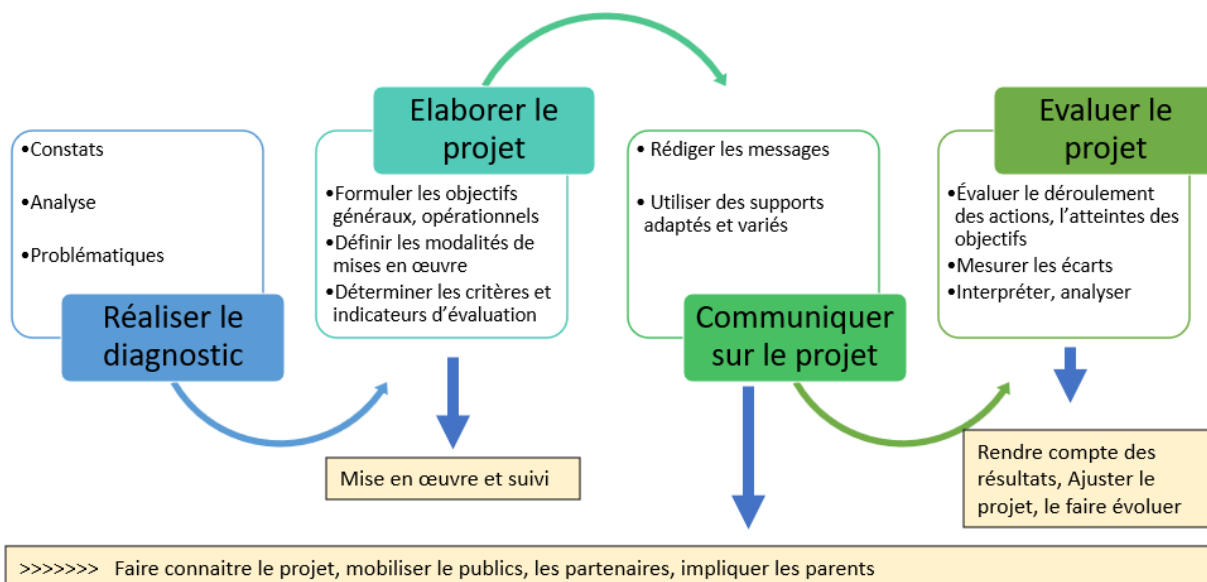 •Constats
•Analyse
•Problématiques
Réaliser le
diagnostic
Elaborer le
projet
•Formuler les objectifs
généraux, opérationnels
•Définir les modalités de
mises en œuvre
•Déterminer les critères et
indicateurs d’évaluation
Mise en œuvre et suivi
• Rédiger les messages
• Utiliser des supports
adaptés et variés
Communiquer
sur le projet
Evaluer le
projet
•Évaluer le déroulement
des actions, l’atteintes des
objectifs
•Mesurer les écarts
•Interpréter, analyser
Rendre compte des
résultats, Ajuster le
projet, le faire évoluer
>>>>>>> Faire connaitre le projet, mobiliser le publics, les partenaires, impliquer les parents